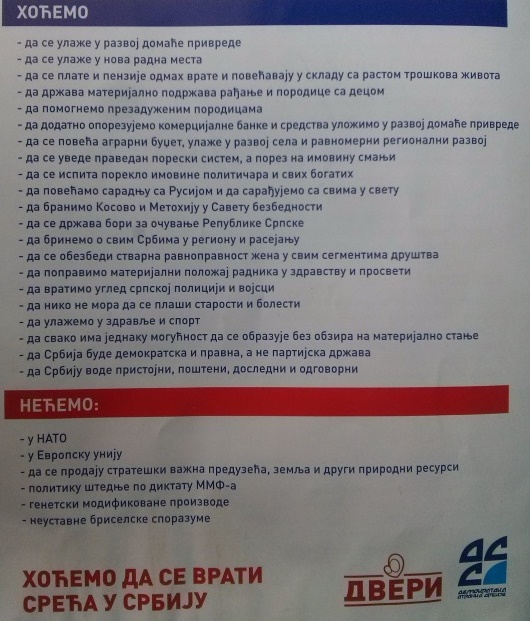 ХОЋЕМО
- да се улаже у развој домаће привреде
- да се улаже у нова радна места
- да се плате и пензије одмах врате и повећавају у складу са растом трошкова живота
- да држава материјално подржава рађање и породице са децом
- да помогнемо презадуженим породицама
- да додатно опорезујемо комерцијалне банке и средства уложимо у развој домаће привреде
- да се повећа аграрни буџет, улаже у развој села и равномерни регионални развој
- да се уведе праведан порески систем, а порез на имовину смањи
- да се испита порекло имовине политичара и свих богатих
- да повећамо сарадњу са Русијом и да сарађујемо са свима у свету
- да бранимо Косово и Метохију у Савету безбедности
- да се држава бори за очување Републике Српске
- да бринемо о свим Србима у региону и расејању
- да се обезбеди стварна равноправност жена у свим сегментима друштва
- да поправимо материјални положај радника у здравству и просвети
- да вратимо углед српској полицији и војсци
- да нико не мора да се плаши старости и болести
- да улажемо у здравље и спорт
- да свако има једнаку могућност да се образује без обзира на материјално стање
- да Србија буде демократска и правна, а не партијска држава
- да Србију воде пристојни, поштени, доследни и одговорни
НЕЋЕМО:
- у НАТО
- у Европску унију
- да се продају стратешки важна предузећа, земља и други природни ресурси
- политику штедње по диктату ММФ-а
- генетски модификоване производе
- неуставне бриселске споразуме
ХОЋЕМО ДА СЕ ВРАТИ
СРЕЋА У СРБИЈУ
ДВЕРИ
ДСС
демократска
странка србије